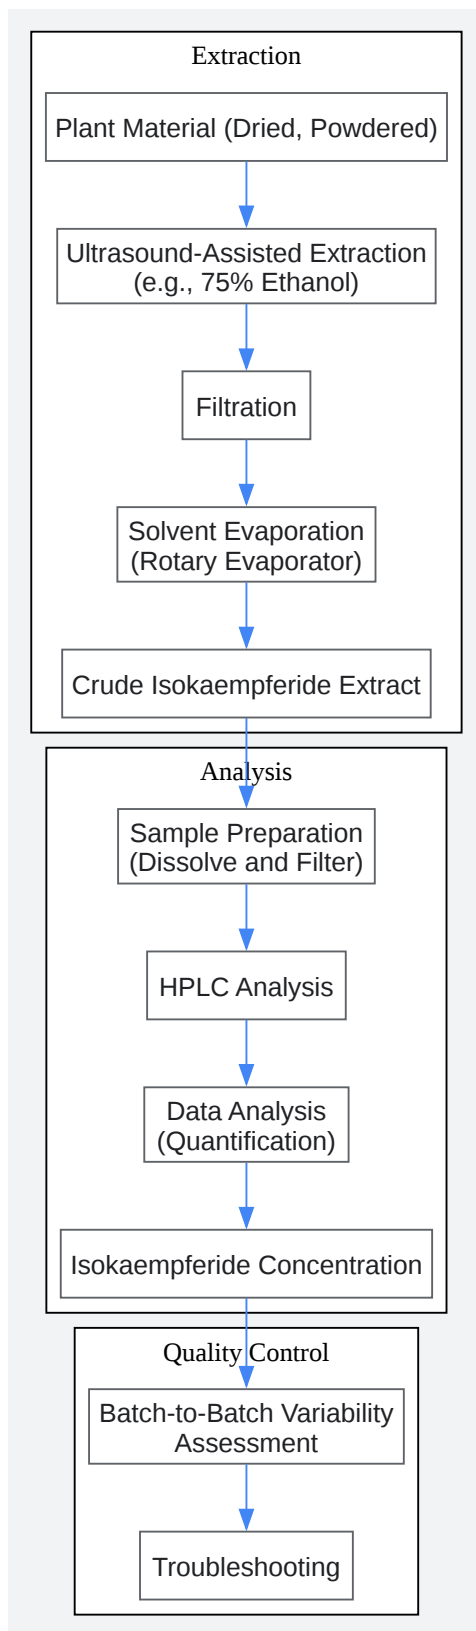 Extraction
Plant Material (Dried, Powdered)
Ultrasound-Assisted Extraction
(e.g., 75% Ethanol)
Filtration
Solvent Evaporation
(Rotary Evaporator)
Crude Isokaempferide Extract
Analysis
Sample Preparation
(Dissolve and Filter)
HPLC Analysis
Data Analysis
(Quantification)
Isokaempferide Concentration
Quality Control
Batch-to-Batch Variability
Assessment
Troubleshooting